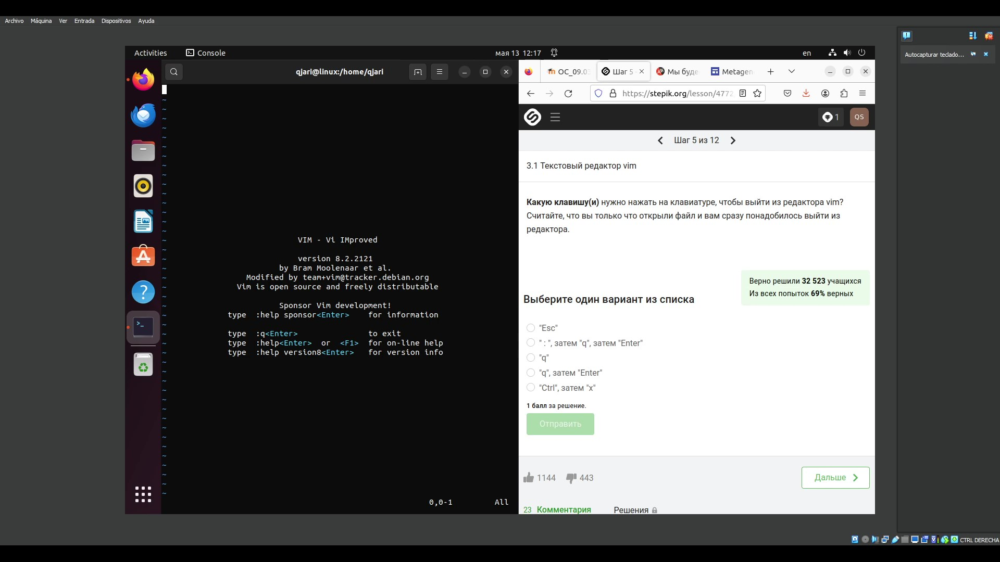 Archivo Máquina Ver Entrada Dispositivos Ayuda
Autocapturar teclado...
Activities Console мая 13 12:17 en
qjari@linux:/home/qjari
VIM - Vi IMproved
version 8.2.2121
by Bram Moolenaar et al.
Modified by team+vim@tracker.debian.org
Vim is open source and freely distributable
Sponsor Vim development!
type :help sponsor<Enter> for information
type :q<Enter> to exit
type :help<Enter> or <F1> for on-line help
type :help version8<Enter> for version info
0,0-1 All
ОС_09.03 Шаг 5 Мы буде Metagen
https://stepik.org/lesson/4772
1 QS
Шаг 5 из 12
3.1 Текстовый редактор vim
Какую клавишу(и) нужно нажать на клавиатуре, чтобы выйти из редактора vim?
Считайте, что вы только что открыли файл и вам сразу понадобилось выйти из
редактора.
Верно решили 32 523 учащихся
Из всех попыток 69% верных
Выберите один вариант из списка
"Esc"
" : ", затем "q", затем "Enter"
"q"
"q", затем "Enter"
"Ctrl", затем "x"
1 балл за решение.
Отправить
1144 443
Дальше
23 Комментария Решения
CTRL DERECHA